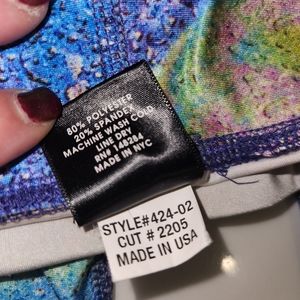 80% POLYESTER
20% SPANDEX
MACHINE WASH COLD
LINE DRY
RN# 148264
MADE IN NYC
STYLE#424-02
CUT # 2205
MADE IN USA